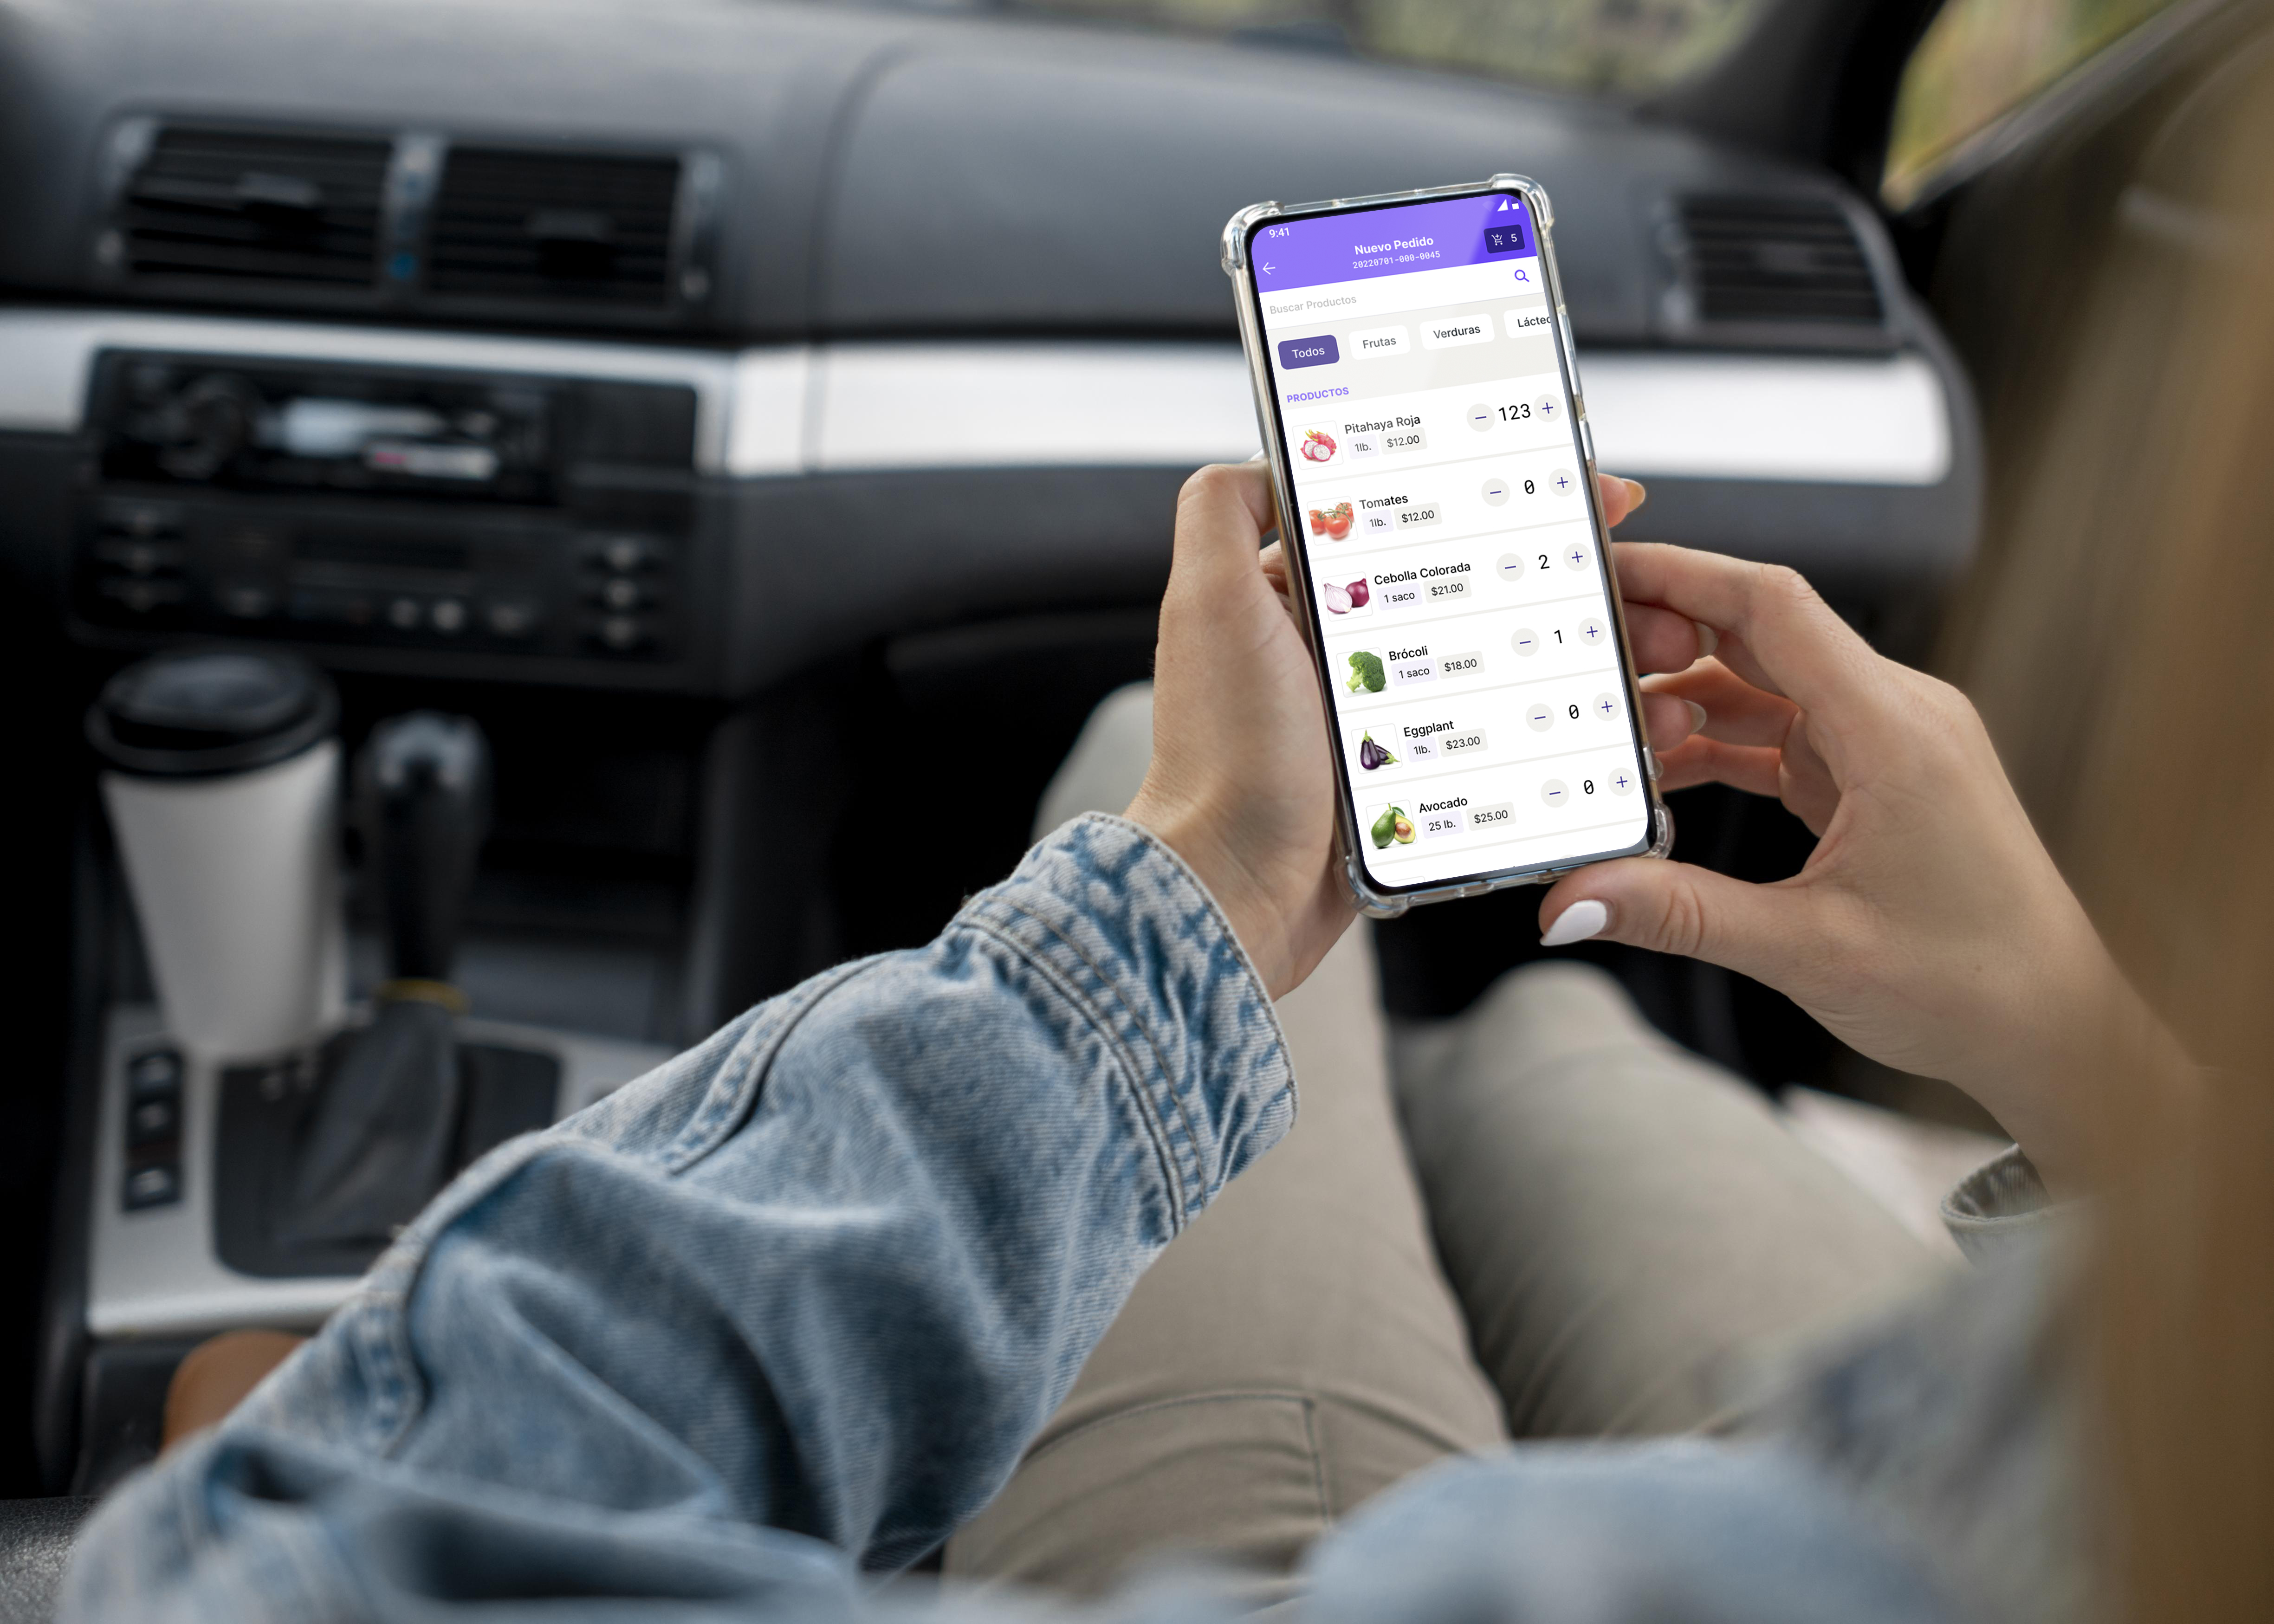 9:41
Nuevo Pedido
20220701-000-0045
5
Buscar Productos
Todos Frutas Verduras Lácteo
PRODUCTOS
Pitahaya Roja
1lb. $12.00
123
Tomates
1lb. $12.00
0
Cebolla Colorada
1 saco $21.00
2
Brócoli
1 saco $18.00
1
Eggplant
1lb. $23.00
0
Avocado
25 lb. $25.00
0